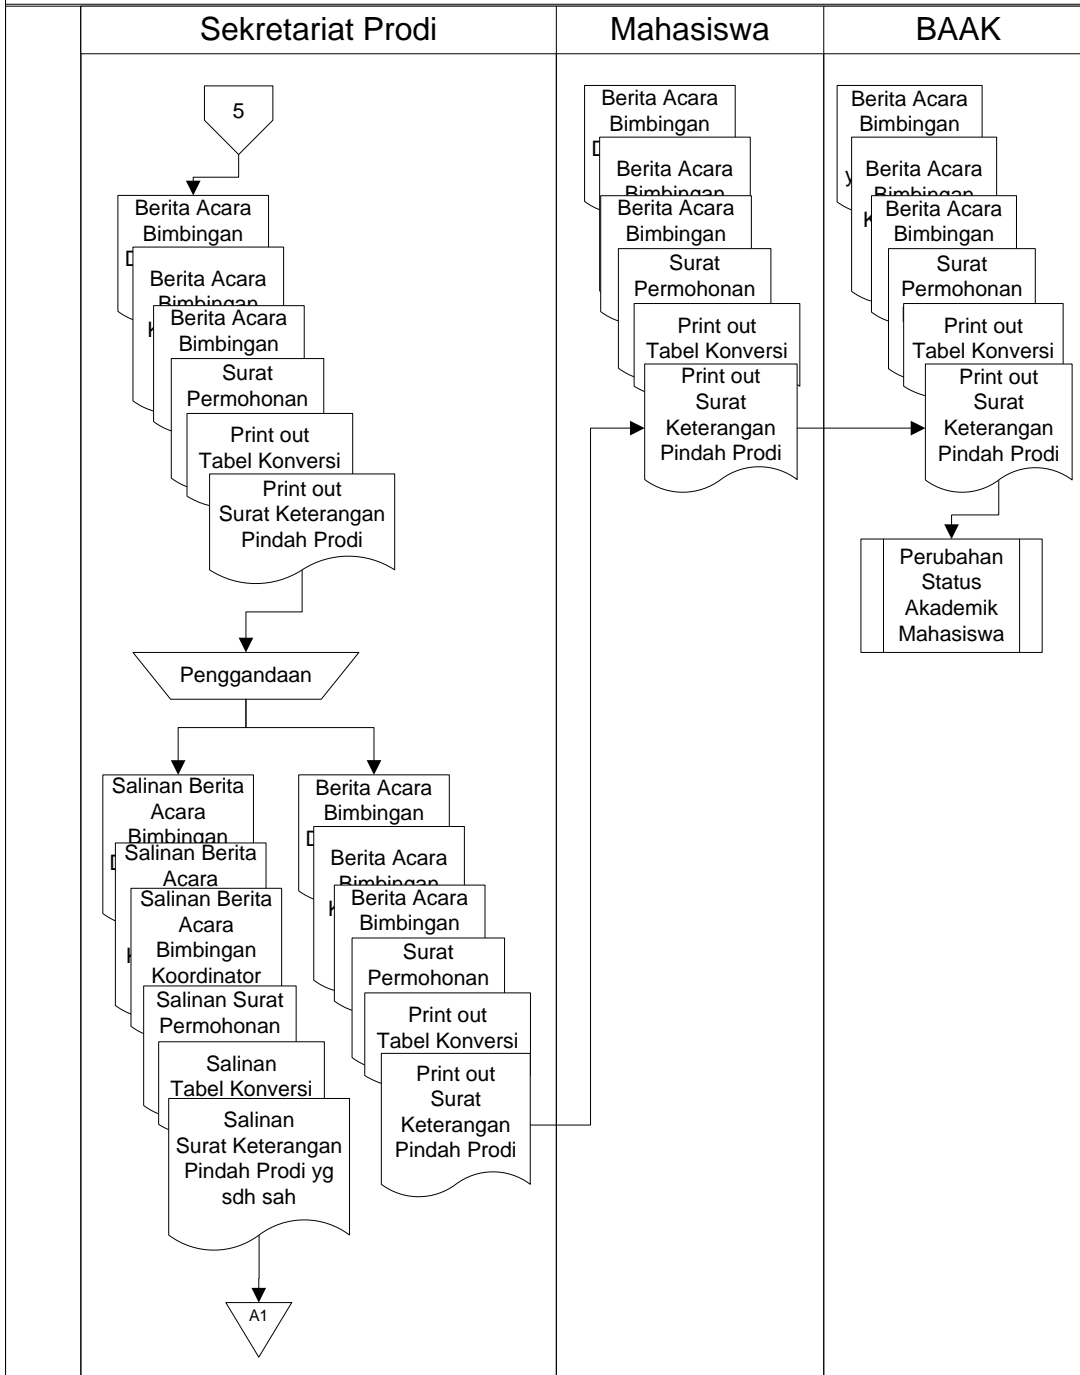 Sekretariat Prodi
Mahasiswa
BAAK
5
Berita Acara
Bimbingan
Berita Acara
Bimbingan
Berita Acara
Bimbingan
Surat
Permohonan
Print out
Tabel Konversi
Print out
Surat Keterangan
Pindah Prodi
Penggandaan
Salinan Berita
Acara
Bimbingan
Salinan Berita
Acara
Salinan Berita
Acara
Bimbingan
Koordinator
Salinan Surat
Permohonan
Salinan
Tabel Konversi
Salinan
Surat Keterangan
Pindah Prodi yg
sdh sah
A1
Berita Acara
Bimbingan
Berita Acara
Bimbingan
Berita Acara
Bimbingan
Surat
Permohonan
Print out
Tabel Konversi
Print out
Surat
Keterangan
Pindah Prodi
Berita Acara
Bimbingan
Berita Acara
Bimbingan
Berita Acara
Bimbingan
Surat
Permohonan
Print out
Tabel Konversi
Print out
Surat
Keterangan
Pindah Prodi
Berita Acara
Bimbingan
Berita Acara
Bimbingan
Berita Acara
Bimbingan
Surat
Permohonan
Print out
Tabel Konversi
Print out
Surat
Keterangan
Pindah Prodi
Perubahan
Status
Akademik
Mahasiswa